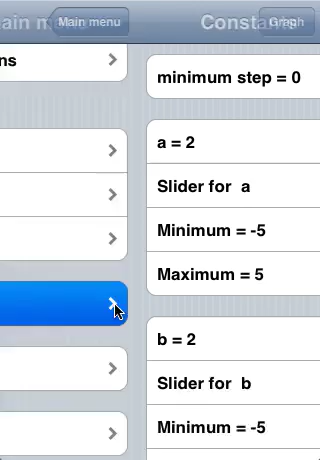 Main menu
Graph
ns
minimum step = 0
a = 2
Slider for a
Minimum = -5
Maximum = 5
b = 2
Slider for b
Minimum = -5